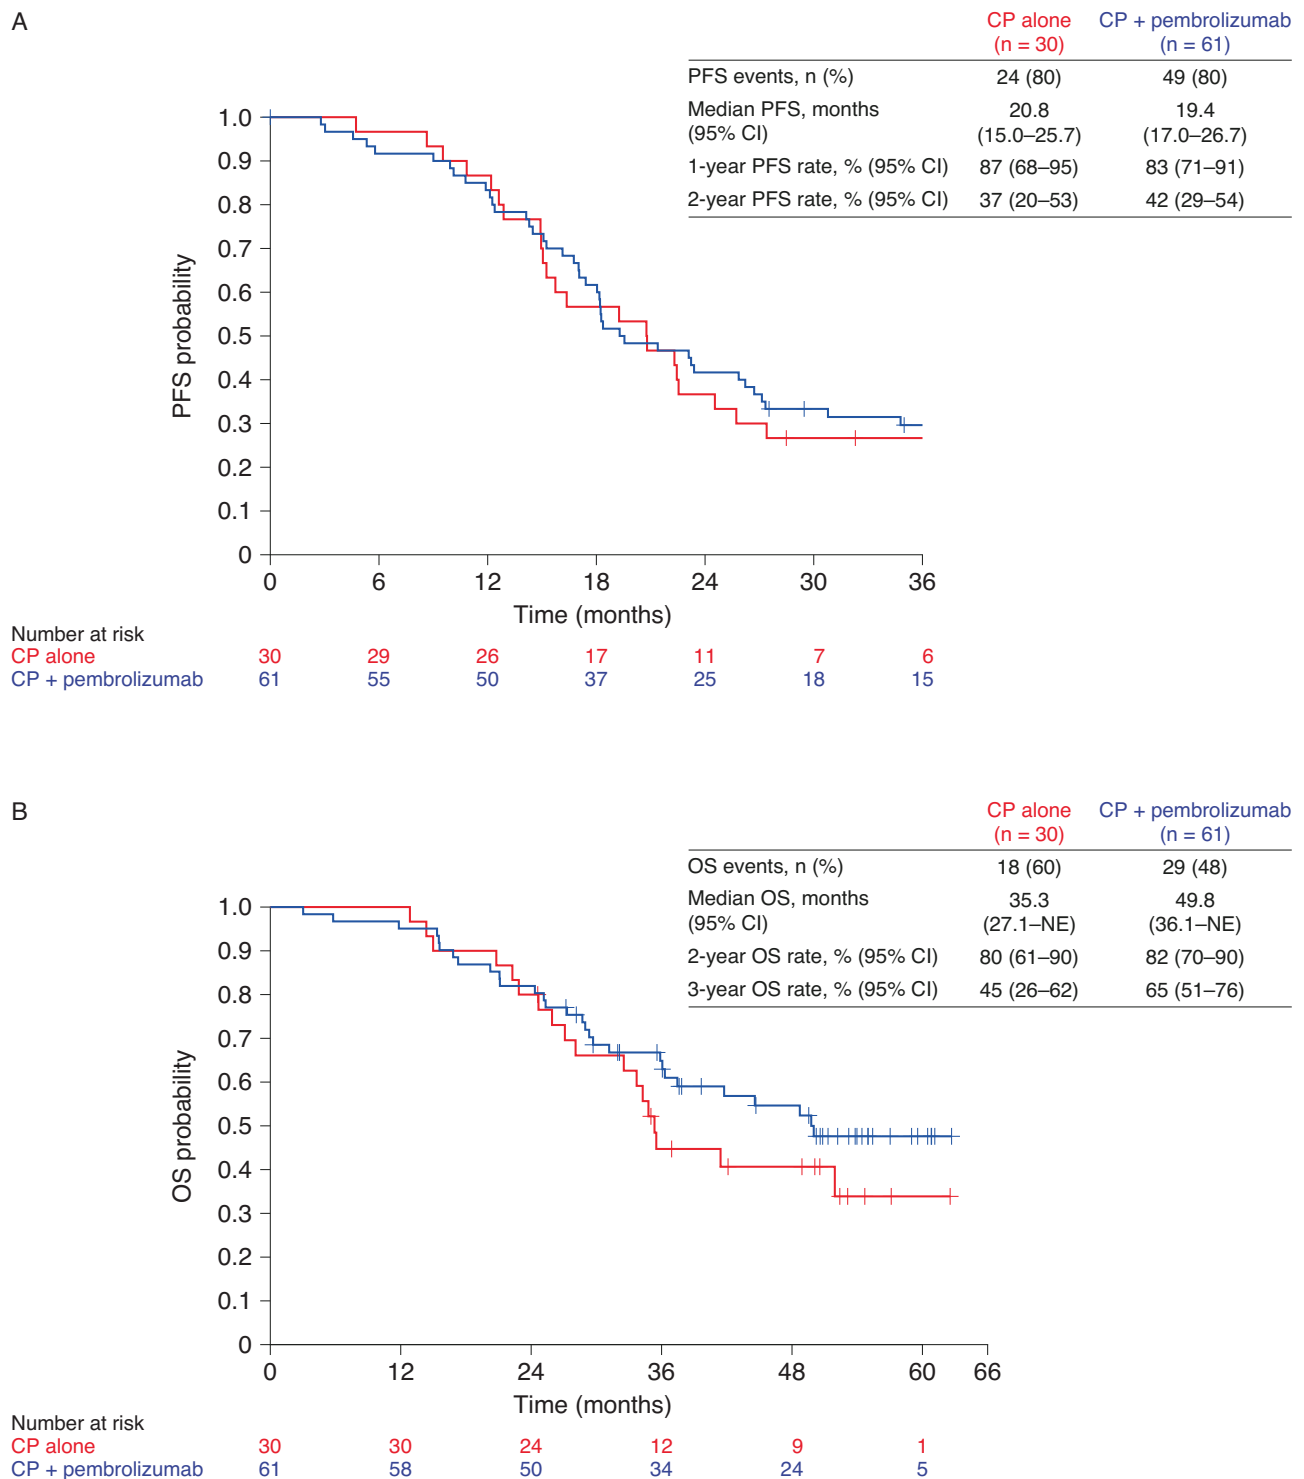 A
CP alone CP + pembrolizumab
(n = 30) (n = 61)
PFS events, n (%) 24 (80) 49 (80)
Median PFS, months 20.8 19.4
(95% CI) (15.0–25.7) (17.0–26.7)
1-year PFS rate, % (95% CI) 87 (68–95) 83 (71–91)
2-year PFS rate, % (95% CI) 37 (20–53) 42 (29–54)
PFS probability
1.0
0.9
0.8
0.7
0.6
0.5
0.4
0.3
0.2
0.1
0
0 6 12 18 24 30 36
Time (months)
Number at risk
CP alone 30 29 26 17 11 7 6
CP + pembrolizumab 61 55 50 37 25 18 15
B
CP alone CP + pembrolizumab
(n = 30) (n = 61)
OS events, n (%) 18 (60) 29 (48)
Median OS, months 35.3 49.8
(95% CI) (27.1–NE) (36.1–NE)
2-year OS rate, % (95% CI) 80 (61–90) 82 (70–90)
3-year OS rate, % (95% CI) 45 (26–62) 65 (51–76)
OS probability
1.0
0.9
0.8
0.7
0.6
0.5
0.4
0.3
0.2
0.1
0
0 12 24 36 48 60 66
Time (months)
Number at risk
CP alone 30 30 24 12 9 1
CP + pembrolizumab 61 58 50 34 24 5